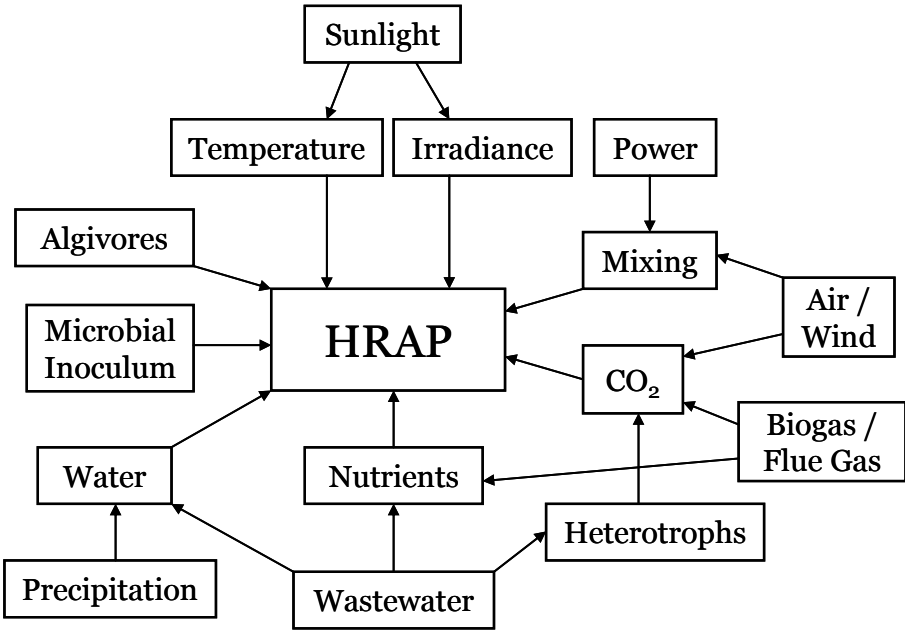 Sunlight
Temperature
Irradiance
Power
Algivores
Mixing
Microbial
Inoculum
HRAP
Air /
Wind
CO₂
Biogas /
Flue Gas
Water
Nutrients
Heterotrophs
Precipitation
Wastewater